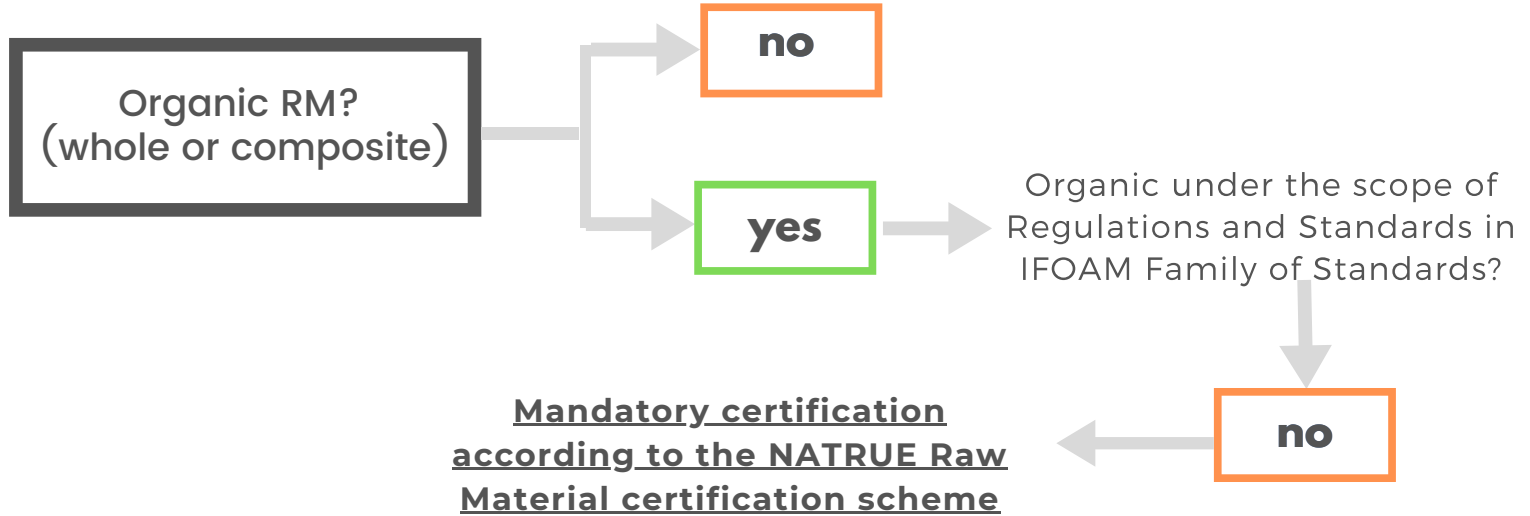 Organic RM?
(whole or composite)
no
yes
Organic under the scope of
Regulations and Standards in
IFOAM Family of Standards?
no
Mandatory certification
according to the NATRUE Raw
Material certification scheme